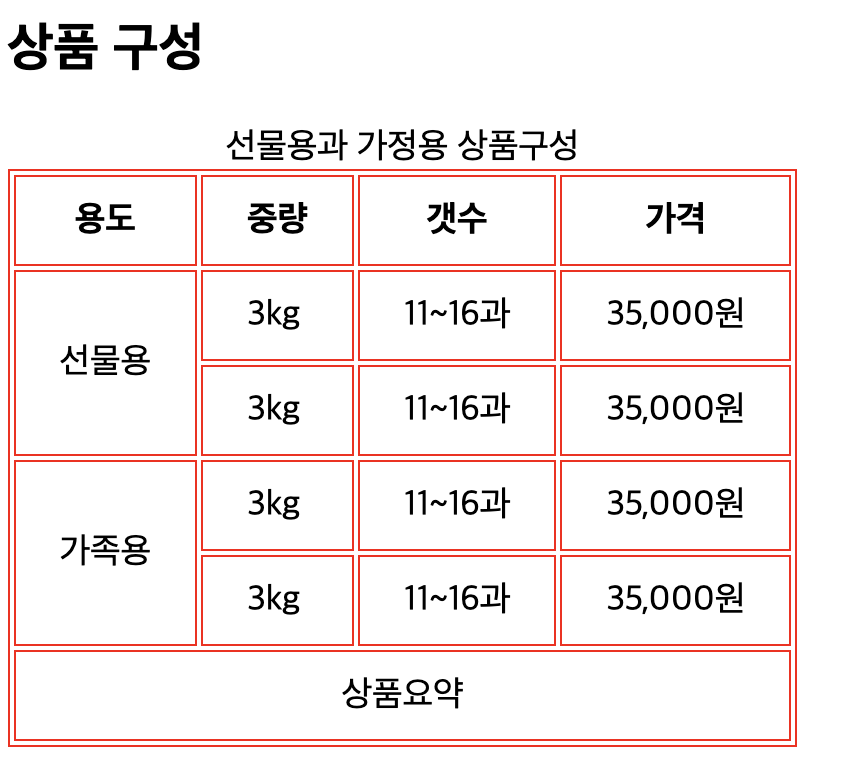 상품 구성
선물용과 가정용 상품구성
용도 중량 갯수 가격
선물용 3kg 11~16과 35,000원
3kg 11~16과 35,000원
가족용 3kg 11~16과 35,000원
3kg 11~16과 35,000원
상품요약